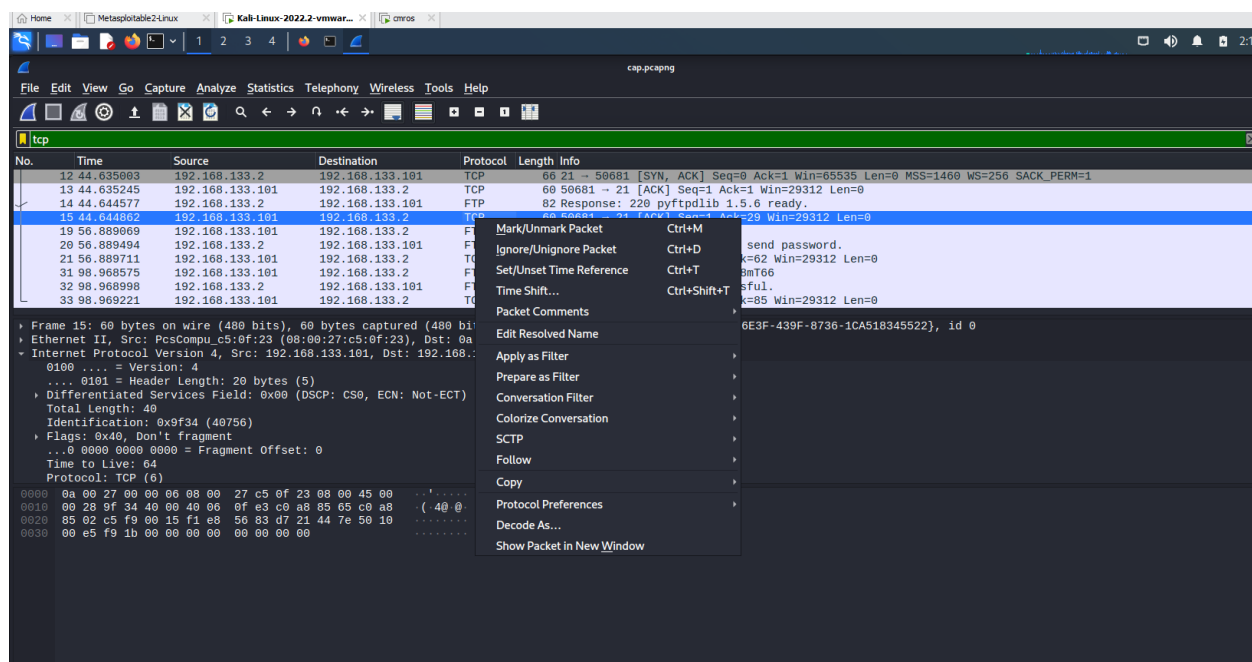 Home Metasploitable2-Linux Kali-Linux-2022.2-vmwar... cmros
1 2 3 4
cap.pcapng
File Edit View Go Capture Analyze Statistics Telephony Wireless Tools Help
tcp
No. Time Source Destination Protocol Length Info
12 44.635003 192.168.133.2 192.168.133.101 TCP 66 21 → 50681 [SYN, ACK] Seq=0 Ack=1 Win=65535 Len=0 MSS=1460 WS=256 SACK_PERM=1
13 44.635245 192.168.133.101 192.168.133.2 TCP 60 50681 → 21 [ACK] Seq=1 Ack=1 Win=29312 Len=0
14 44.644577 192.168.133.2 192.168.133.101 FTP 82 Response: 220 pyftpdlib 1.5.6 ready.
15 44.644862 192.168.133.101 192.168.133.2 TCP 60 50681 → 21 [ACK] Seq=1 Ack=29 Win=29312 Len=0
19 56.889069 192.168.133.101 192.168.133.2
20 56.889494 192.168.133.2 192.168.133.101 send password.
21 56.889711 192.168.133.101 192.168.133.2 =62 Win=29312 Len=0
31 98.968575 192.168.133.101 192.168.133.2 8mT66
32 98.968998 192.168.133.2 192.168.133.101 sful.
33 98.969221 192.168.133.101 192.168.133.2 =85 Win=29312 Len=0
Mark/Unmark Packet Ctrl+M
Ignore/Unignore Packet Ctrl+D
Set/Unset Time Reference Ctrl+T
Time Shift... Ctrl+Shift+T
Packet Comments
Edit Resolved Name
Apply as Filter
Prepare as Filter
Conversation Filter
Colorize Conversation
SCTP
Follow
Copy
Protocol Preferences
Decode As...
Show Packet in New Window
Frame 15: 60 bytes on wire (480 bits), 60 bytes captured (480 bi 6E3F-439F-8736-1CA518345522}, id 0
Ethernet II, Src: PcsCompu_c5:0f:23 (08:00:27:c5:0f:23), Dst: 0a
Internet Protocol Version 4, Src: 192.168.133.101, Dst: 192.168.
0100 .... = Version: 4
.... 0101 = Header Length: 20 bytes (5)
Differentiated Services Field: 0x00 (DSCP: CS0, ECN: Not-ECT)
Total Length: 40
Identification: 0x9f34 (40756)
Flags: 0x40, Don't fragment
...0 0000 0000 0000 = Fragment Offset: 0
Time to Live: 64
Protocol: TCP (6)
0000 0a 00 27 00 00 06 08 00 27 c5 0f 23 08 00 45 00 ··'·····
0010 00 28 9f 34 40 00 40 06 0f e3 c0 a8 85 65 c0 a8 ·(·4@·@·
0020 85 02 c5 f9 00 15 f1 e8 56 83 d7 21 44 7e 50 10 ········
0030 00 e5 f9 1b 00 00 00 00 00 00 00 00 ········